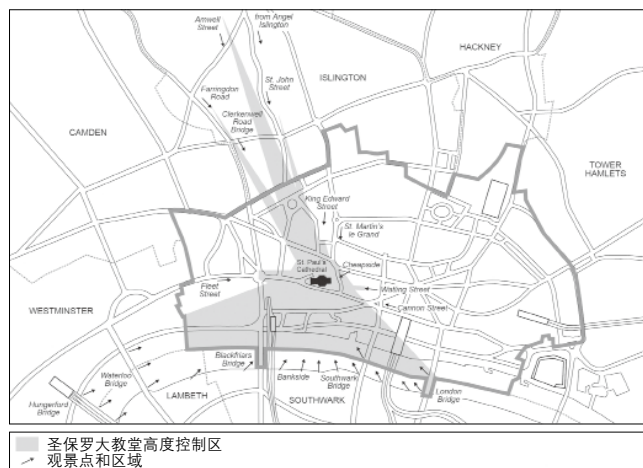 Amwell
Street
from Angel
Islington
HACKNEY
ISLINGTON
St. John
Street
Farringdon
Road
Clerkenwell
Road
Bridge
CAMDEN
TOWER
HAMLETS
King Edward
Street
St. Martin's
le Grand
St. Paul's
Cathedral
Cheapside
Fleet
Street
Watling Street
Cannon Street
WESTMINSTER
Blackfriars
Bridge
Waterloo
Bridge
Bankside
Southwark
Bridge
London
Bridge
Hungerford
Bridge
LAMBETH
SOUTHWARK
圣保罗大教堂高度控制区
观景点和区域